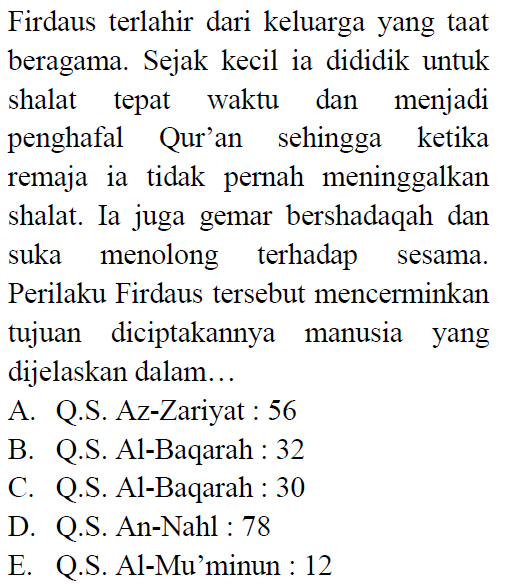 Firdaus terlahir dari keluarga yang taat
beragama. Sejak kecil ia dididik untuk
shalat tepat waktu dan menjadi
penghafal Qur'an sehingga ketika
remaja ia tidak pernah meninggalkan
shalat. Ia juga gemar bershadaqah dan
suka menolong terhadap sesama.
Perilaku Firdaus tersebut mencerminkan
tujuan diciptakannya manusia yang
dijelaskan dalam…
A. Q.S. Az-Zariyat : 56
B. Q.S. Al-Baqarah : 32
C. Q.S. Al-Baqarah : 30
D. Q.S. An-Nahl : 78
E. Q.S. Al-Mu'minun : 12